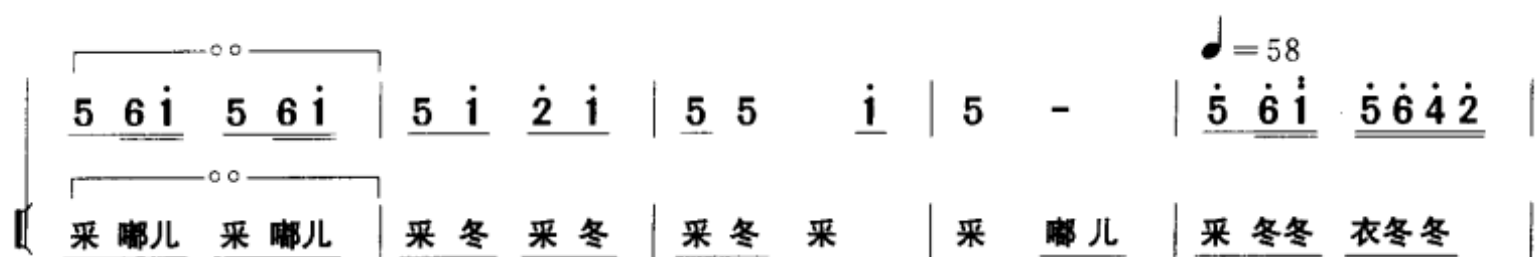 ♩=58
5 6 1̇ 5 6 1̇ | 5 1̇ 2̇ 1̇ | 5 5 1̇ | 5 - | 5̇ 6̇ 1̈ 5̇ 6̇ 4̇ 2̇ |
采 嘟儿 采 嘟儿 | 采 冬 采 冬 | 采 冬 采 | 采 嘟儿 | 采 冬冬 衣冬冬 |